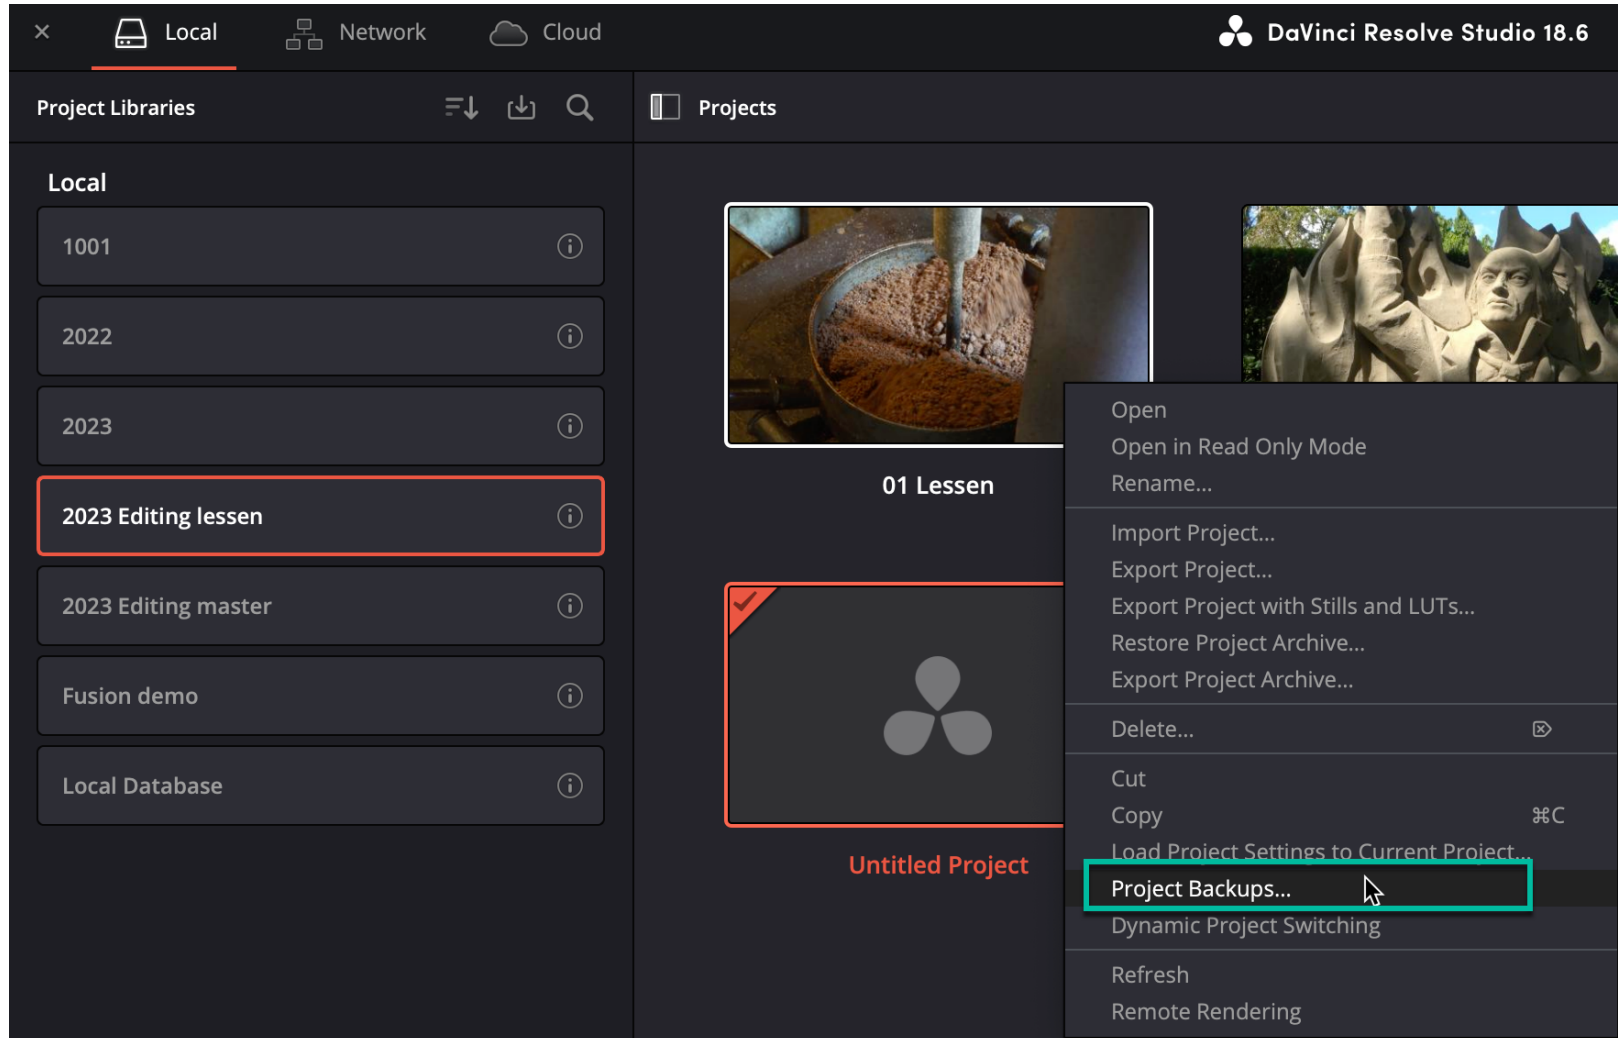 Local
Network
Cloud
DaVinci Resolve Studio 18.6
Project Libraries
Projects
Local
1001
2022
2023
2023 Editing lessen
2023 Editing master
Fusion demo
Local Database
01 Lessen
Untitled Project
Open
Open in Read Only Mode
Rename...
Import Project...
Export Project...
Export Project with Stills and LUTs...
Restore Project Archive...
Export Project Archive...
Delete...
Cut
Copy ⌘C
Load Project Settings to Current Project...
Project Backups...
Dynamic Project Switching
Refresh
Remote Rendering